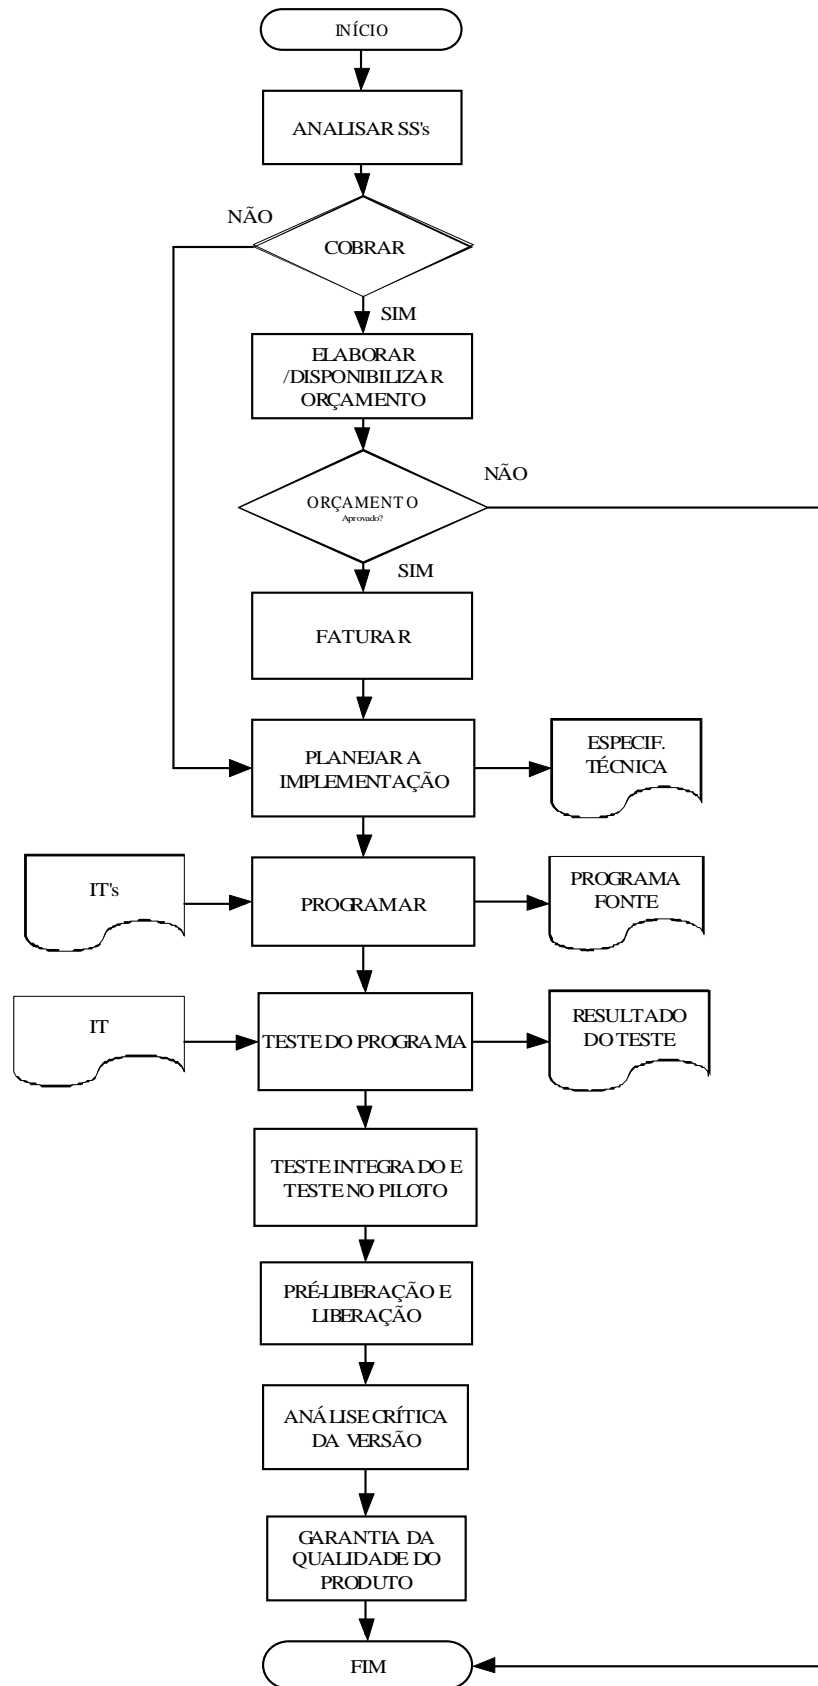 INÍCIO
ANALISAR SS's
NÃO
COBRAR
SIM
ELABORAR
/DISPONIBILIZAR
ORÇAMENTO
NÃO
ORÇAMENTO
Aprovado?
SIM
FATURAR
PLANEJAR A
IMPLEMENTAÇÃO
ESPECIF.
TÉCNICA
IT's
PROGRAMAR
PROGRAMA
FONTE
IT
TESTE DO PROGRAMA
RESULTADO
DO TESTE
TESTE INTEGRADO E
TESTE NO PILOTO
PRÉ-LIBERAÇÃO E
LIBERAÇÃO
ANÁLISE CRÍTICA
DA VERSÃO
GARANTIA DA
QUALIDADE DO
PRODUTO
FIM